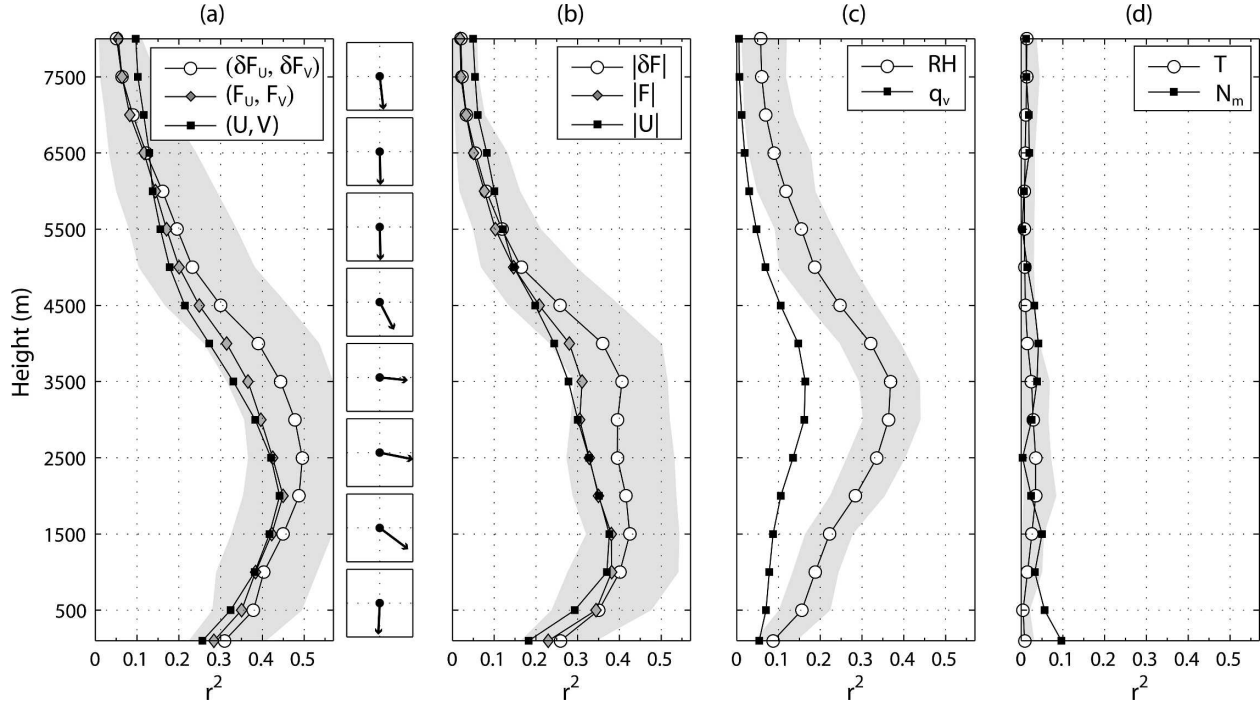 (a)
(b)
(c)
(d)
Height (m)
7500
6500
5500
4500
3500
2500
1500
500
(δF_U, δF_V)
(F_U, F_V)
(U, V)
0 0.1 0.2 0.3 0.4 0.5
r²
|δF|
|F|
|U|
0 0.1 0.2 0.3 0.4 0.5
r²
RH
q_v
0 0.1 0.2 0.3 0.4 0.5
r²
T
N_m
0 0.1 0.2 0.3 0.4 0.5
r²